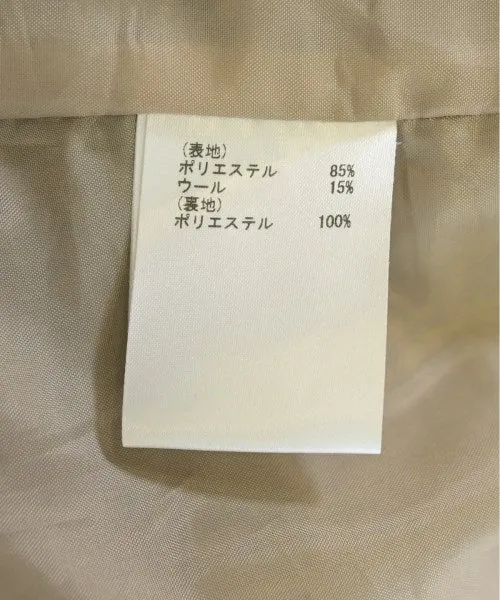 (表地)
ポリエステル 85%
ウール 15%
(裏地)
ポリエステル 100%